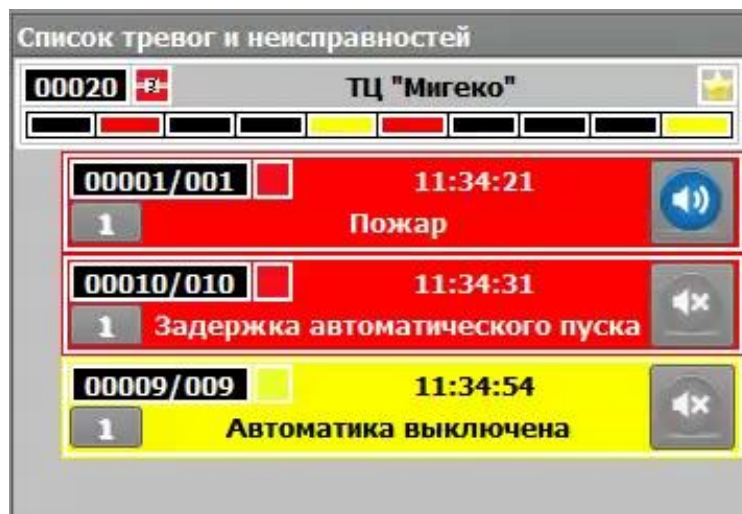 Список тревог и неисправностей
00020 ТЦ "Мигеко"
00001/001 11:34:21
1 Пожар
00010/010 11:34:31
1 Задержка автоматического пуска
00009/009 11:34:54
1 Автоматика выключена